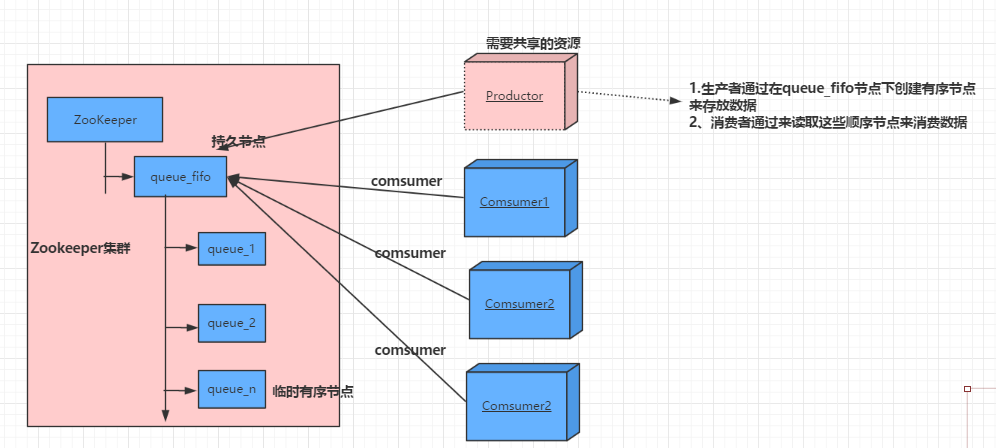 需要共享的资源
Productor
1.生产者通过在queue_fifo节点下创建有序节点
来存放数据
2、消费者通过来读取这些顺序节点来消费数据
ZooKeeper
持久节点
queue_fifo
comsumer
Comsumer1
Zookeeper集群
queue_1
comsumer
Comsumer2
queue_2
comsumer
queue_n
临时有序节点
Comsumer2